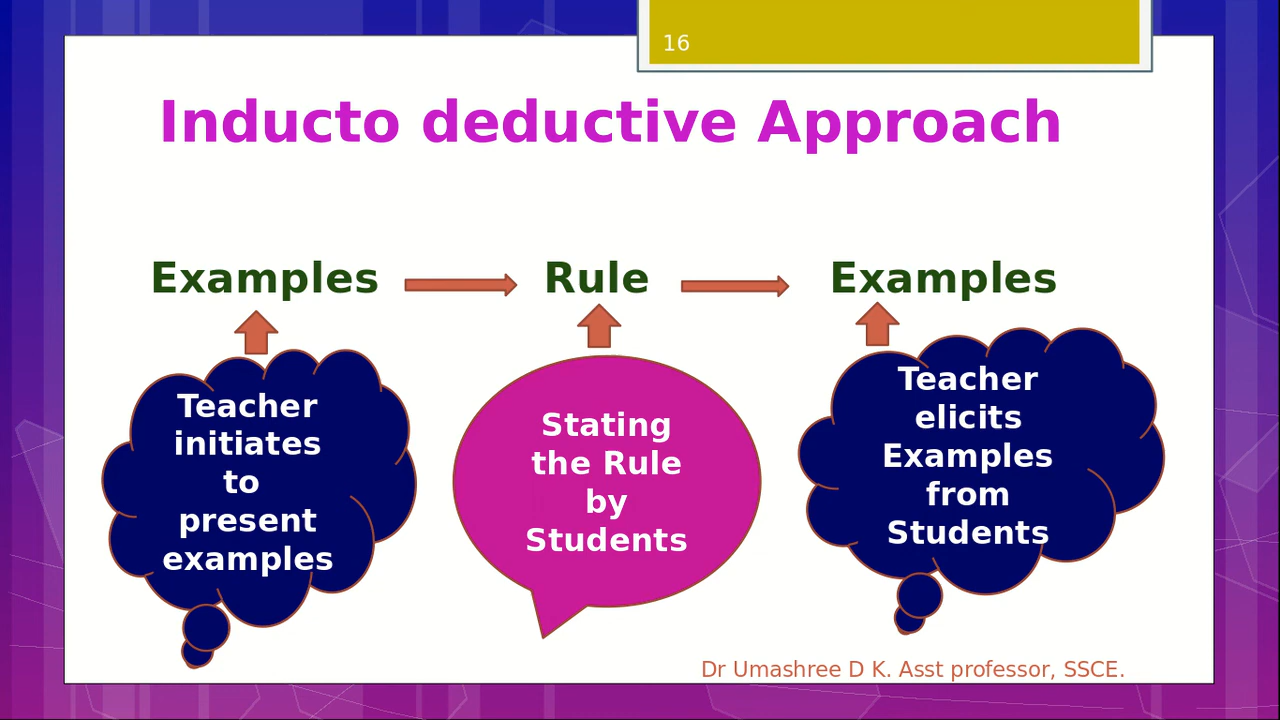 16
Inducto deductive Approach
Examples
Rule
Examples
Teacher
initiates
to
present
examples
Stating
the Rule
by
Students
Teacher
elicits
Examples
from
Students
Dr Umashree D K. Asst professor, SSCE.